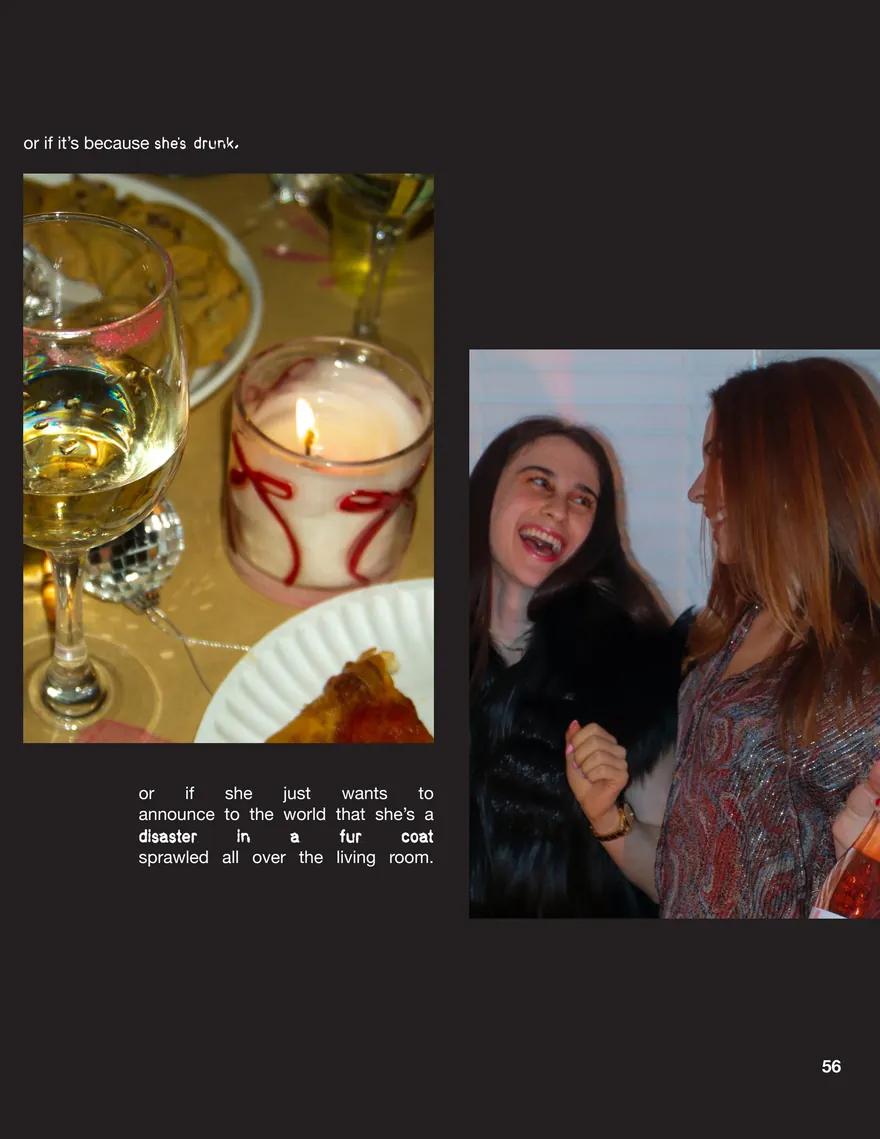 or if it’s because she's drunk.
or if she just wants to
announce to the world that she’s a
disaster in a fur coat
sprawled all over the living room.
56